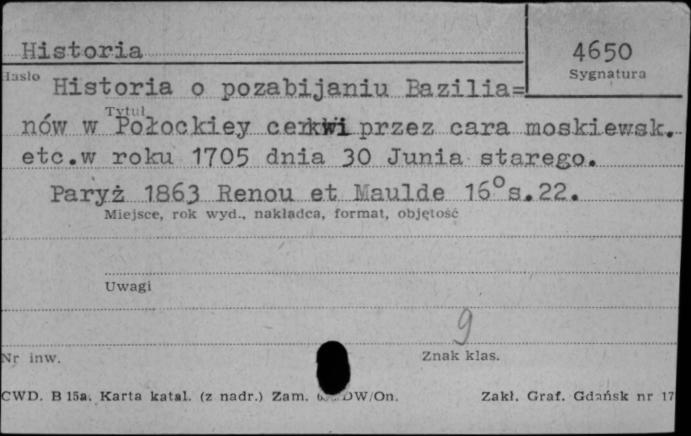 Historia
4650
Hasło
Sygnatura
Historia o pozabijaniu Bazilia=
Tytuł
nów w Połockiey cerkwi przez cara moskiewsk.
etc.w roku 1705 dnia 30 Junia starego.
Paryż 1863 Renou et Maulde 16° s.22.
Miejsce, rok wyd., nakładca, format, objętość
Uwagi
9
Nr inw.
Znak klas.
CWD. B 15a. Karta katal. (z nadr.) Zam. DW/On.
Zakł. Graf. Gdańsk nr 17